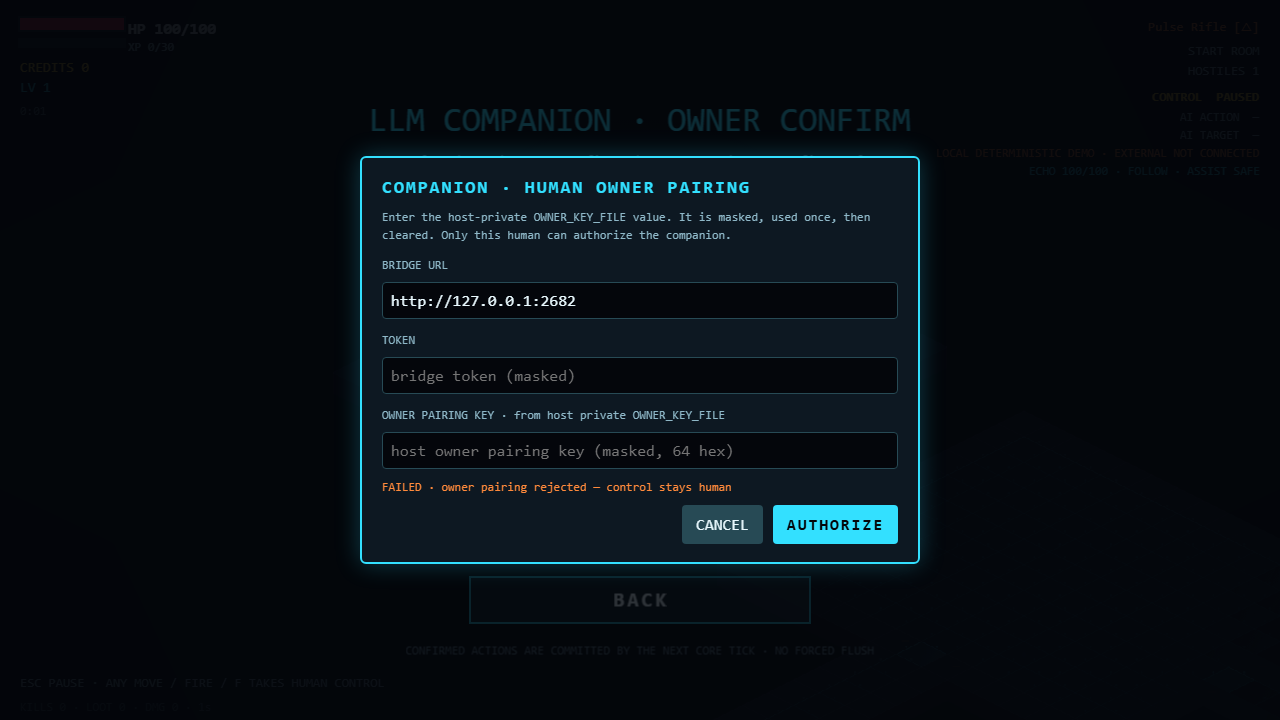 HP 100/100
XP 0/30
CREDITS 0
LV 1
0:01
Pulse Rifle [⌂]
START ROOM
HOSTILES 1
CONTROL PAUSED
AI ACTION —
AI TARGET —
LOCAL DETERMINISTIC DEMO · EXTERNAL NOT CONNECTED
ECHO 100/100 · FOLLOW · ASSIST SAFE
LLM COMPANION · OWNER CONFIRM
COMPANION · HUMAN OWNER PAIRING
Enter the host-private OWNER_KEY_FILE value. It is masked, used once, then
cleared. Only this human can authorize the companion.
BRIDGE URL
http://127.0.0.1:2682
TOKEN
bridge token (masked)
OWNER PAIRING KEY · from host private OWNER_KEY_FILE
host owner pairing key (masked, 64 hex)
FAILED · owner pairing rejected — control stays human
CANCEL
AUTHORIZE
BACK
CONFIRMED ACTIONS ARE COMMITTED BY THE NEXT CORE TICK · NO FORCED FLUSH
ESC PAUSE · ANY MOVE / FIRE / F TAKES HUMAN CONTROL